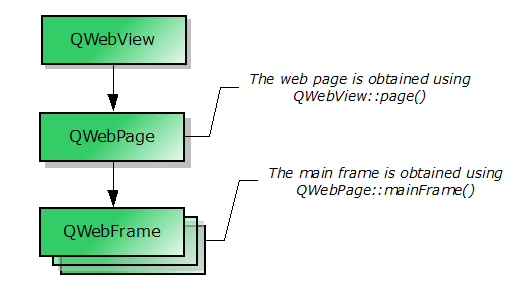 QWebView
The web page is obtained using
QWebView::page()
QWebPage
The main frame is obtained using
QWebPage::mainFrame()
QWebFrame